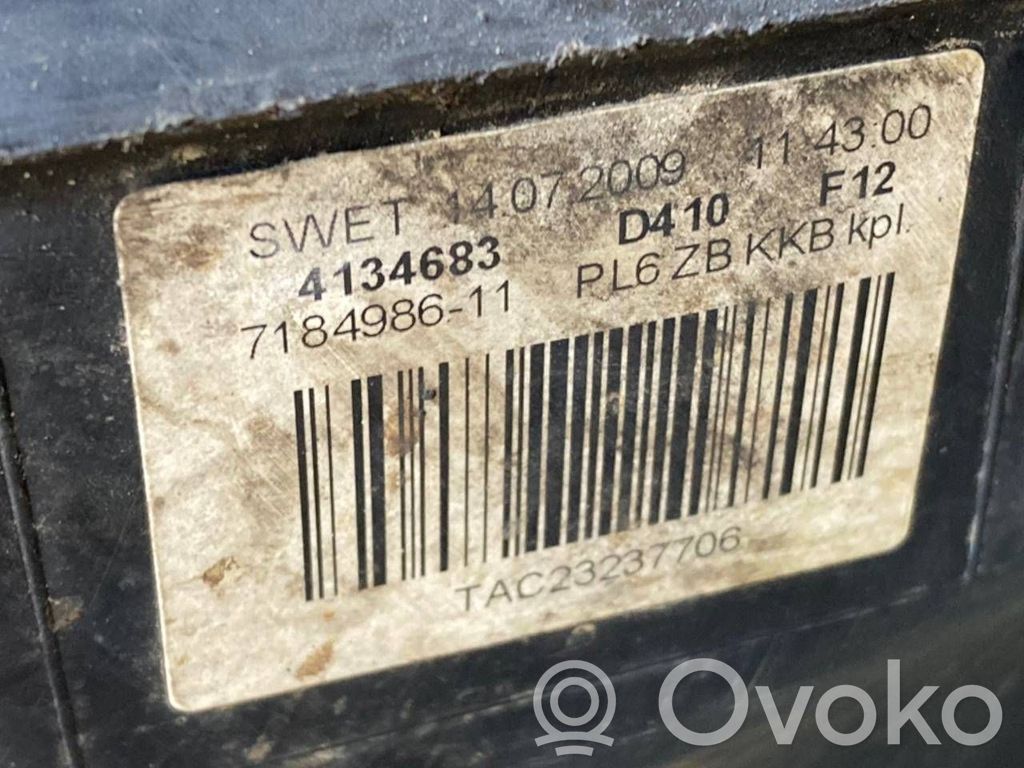 SWET 14.07.2009 11:43:00
4134683 D410 F12
7184986-11 PL6 ZB KKB kpl.
TAC23237706
Ovoko